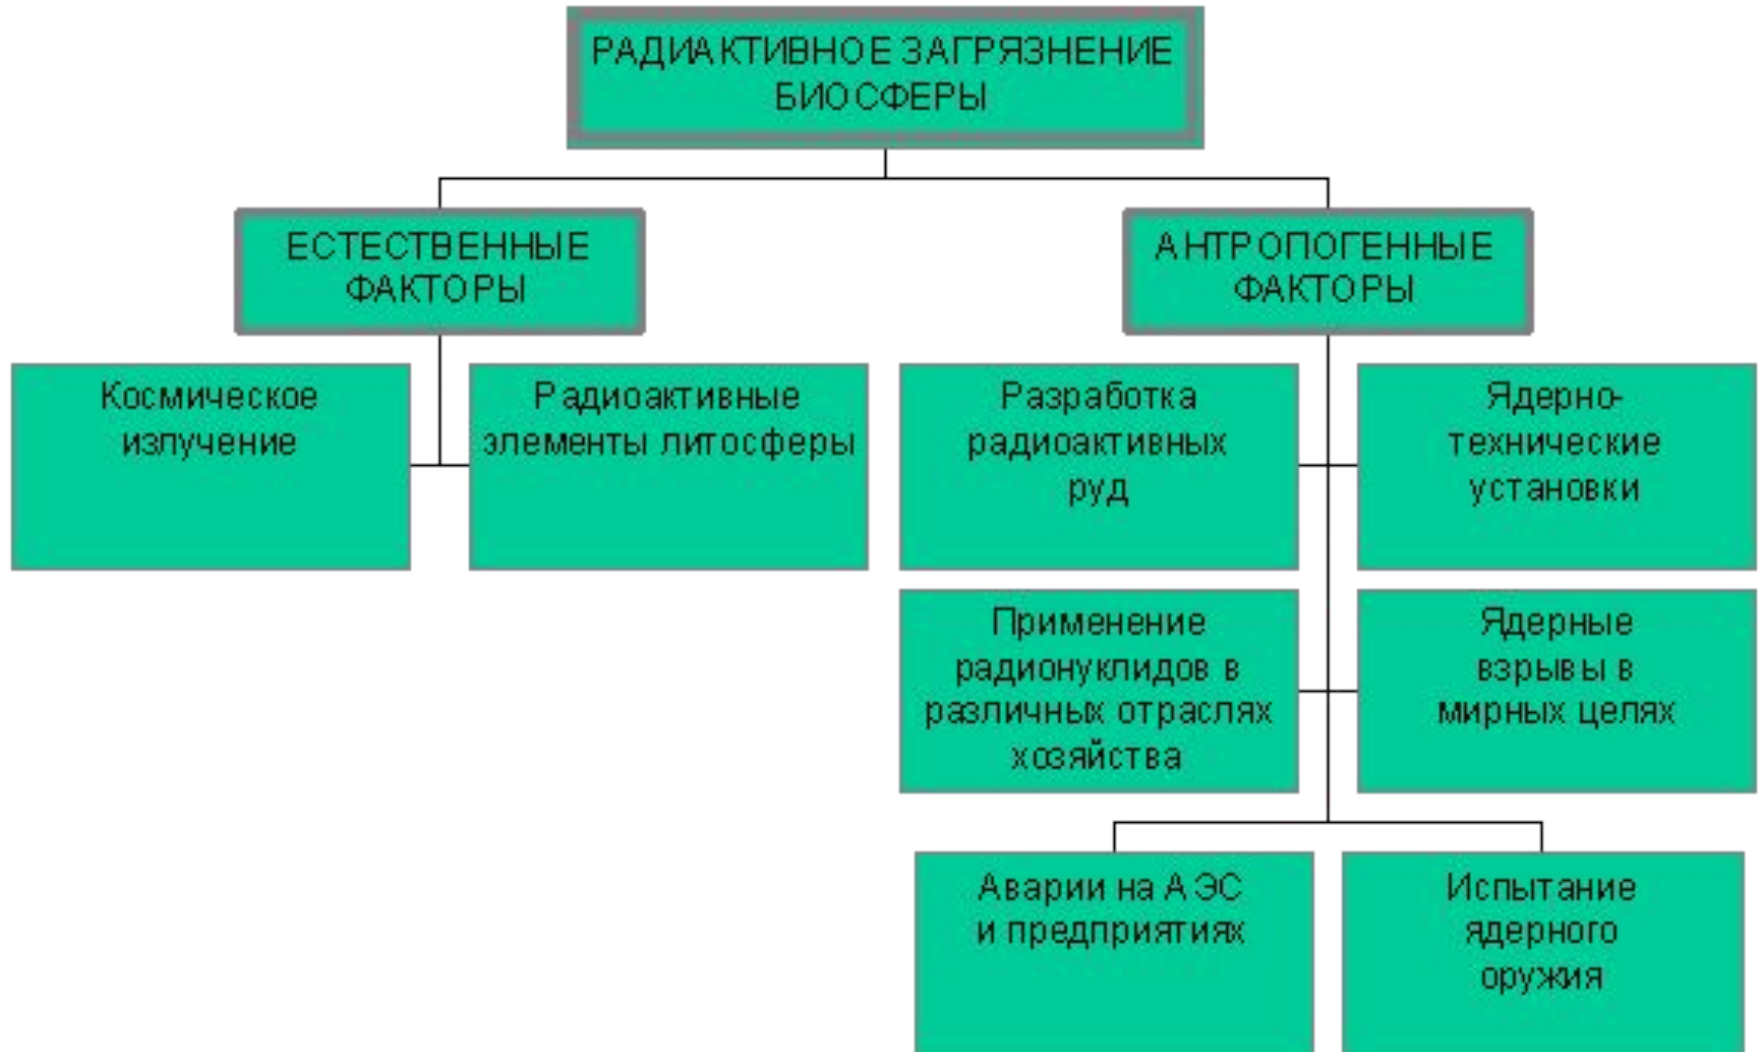 РАДИАКТИВНОЕ ЗАГРЯЗНЕНИЕ
БИОСФЕРЫ
ЕСТЕСТВЕННЫЕ
ФАКТОРЫ
АНТРОПОГЕННЫЕ
ФАКТОРЫ
Космическое
излучение
Радиоактивные
элементы литосферы
Разработка
радиоактивных
руд
Ядерно-
технические
установки
Применение
радионуклидов в
различных отраслях
хозяйства
Ядерные
взрывы в
мирных целях
Аварии на АЭС
и предприятиях
Испытание
ядерного
оружия